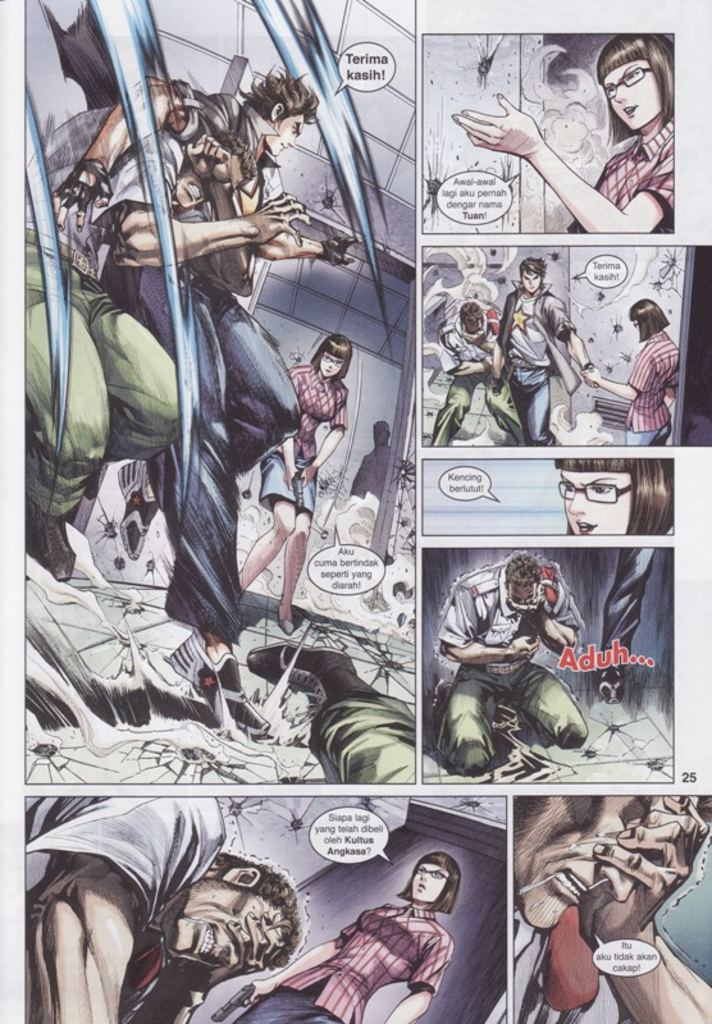 Terima
kasih!
Aku
cuma bertindak
seperti yang
diarah!
Awal-awal
lagi aku pernah
dengar nama
Tuan!
Terima
kasih!
Kencing
berlutut!
Aduh...
25
Siapa lagi
yang telah dibeli
oleh Kultus
Angkasa?
Itu
aku tidak akan
cakap!